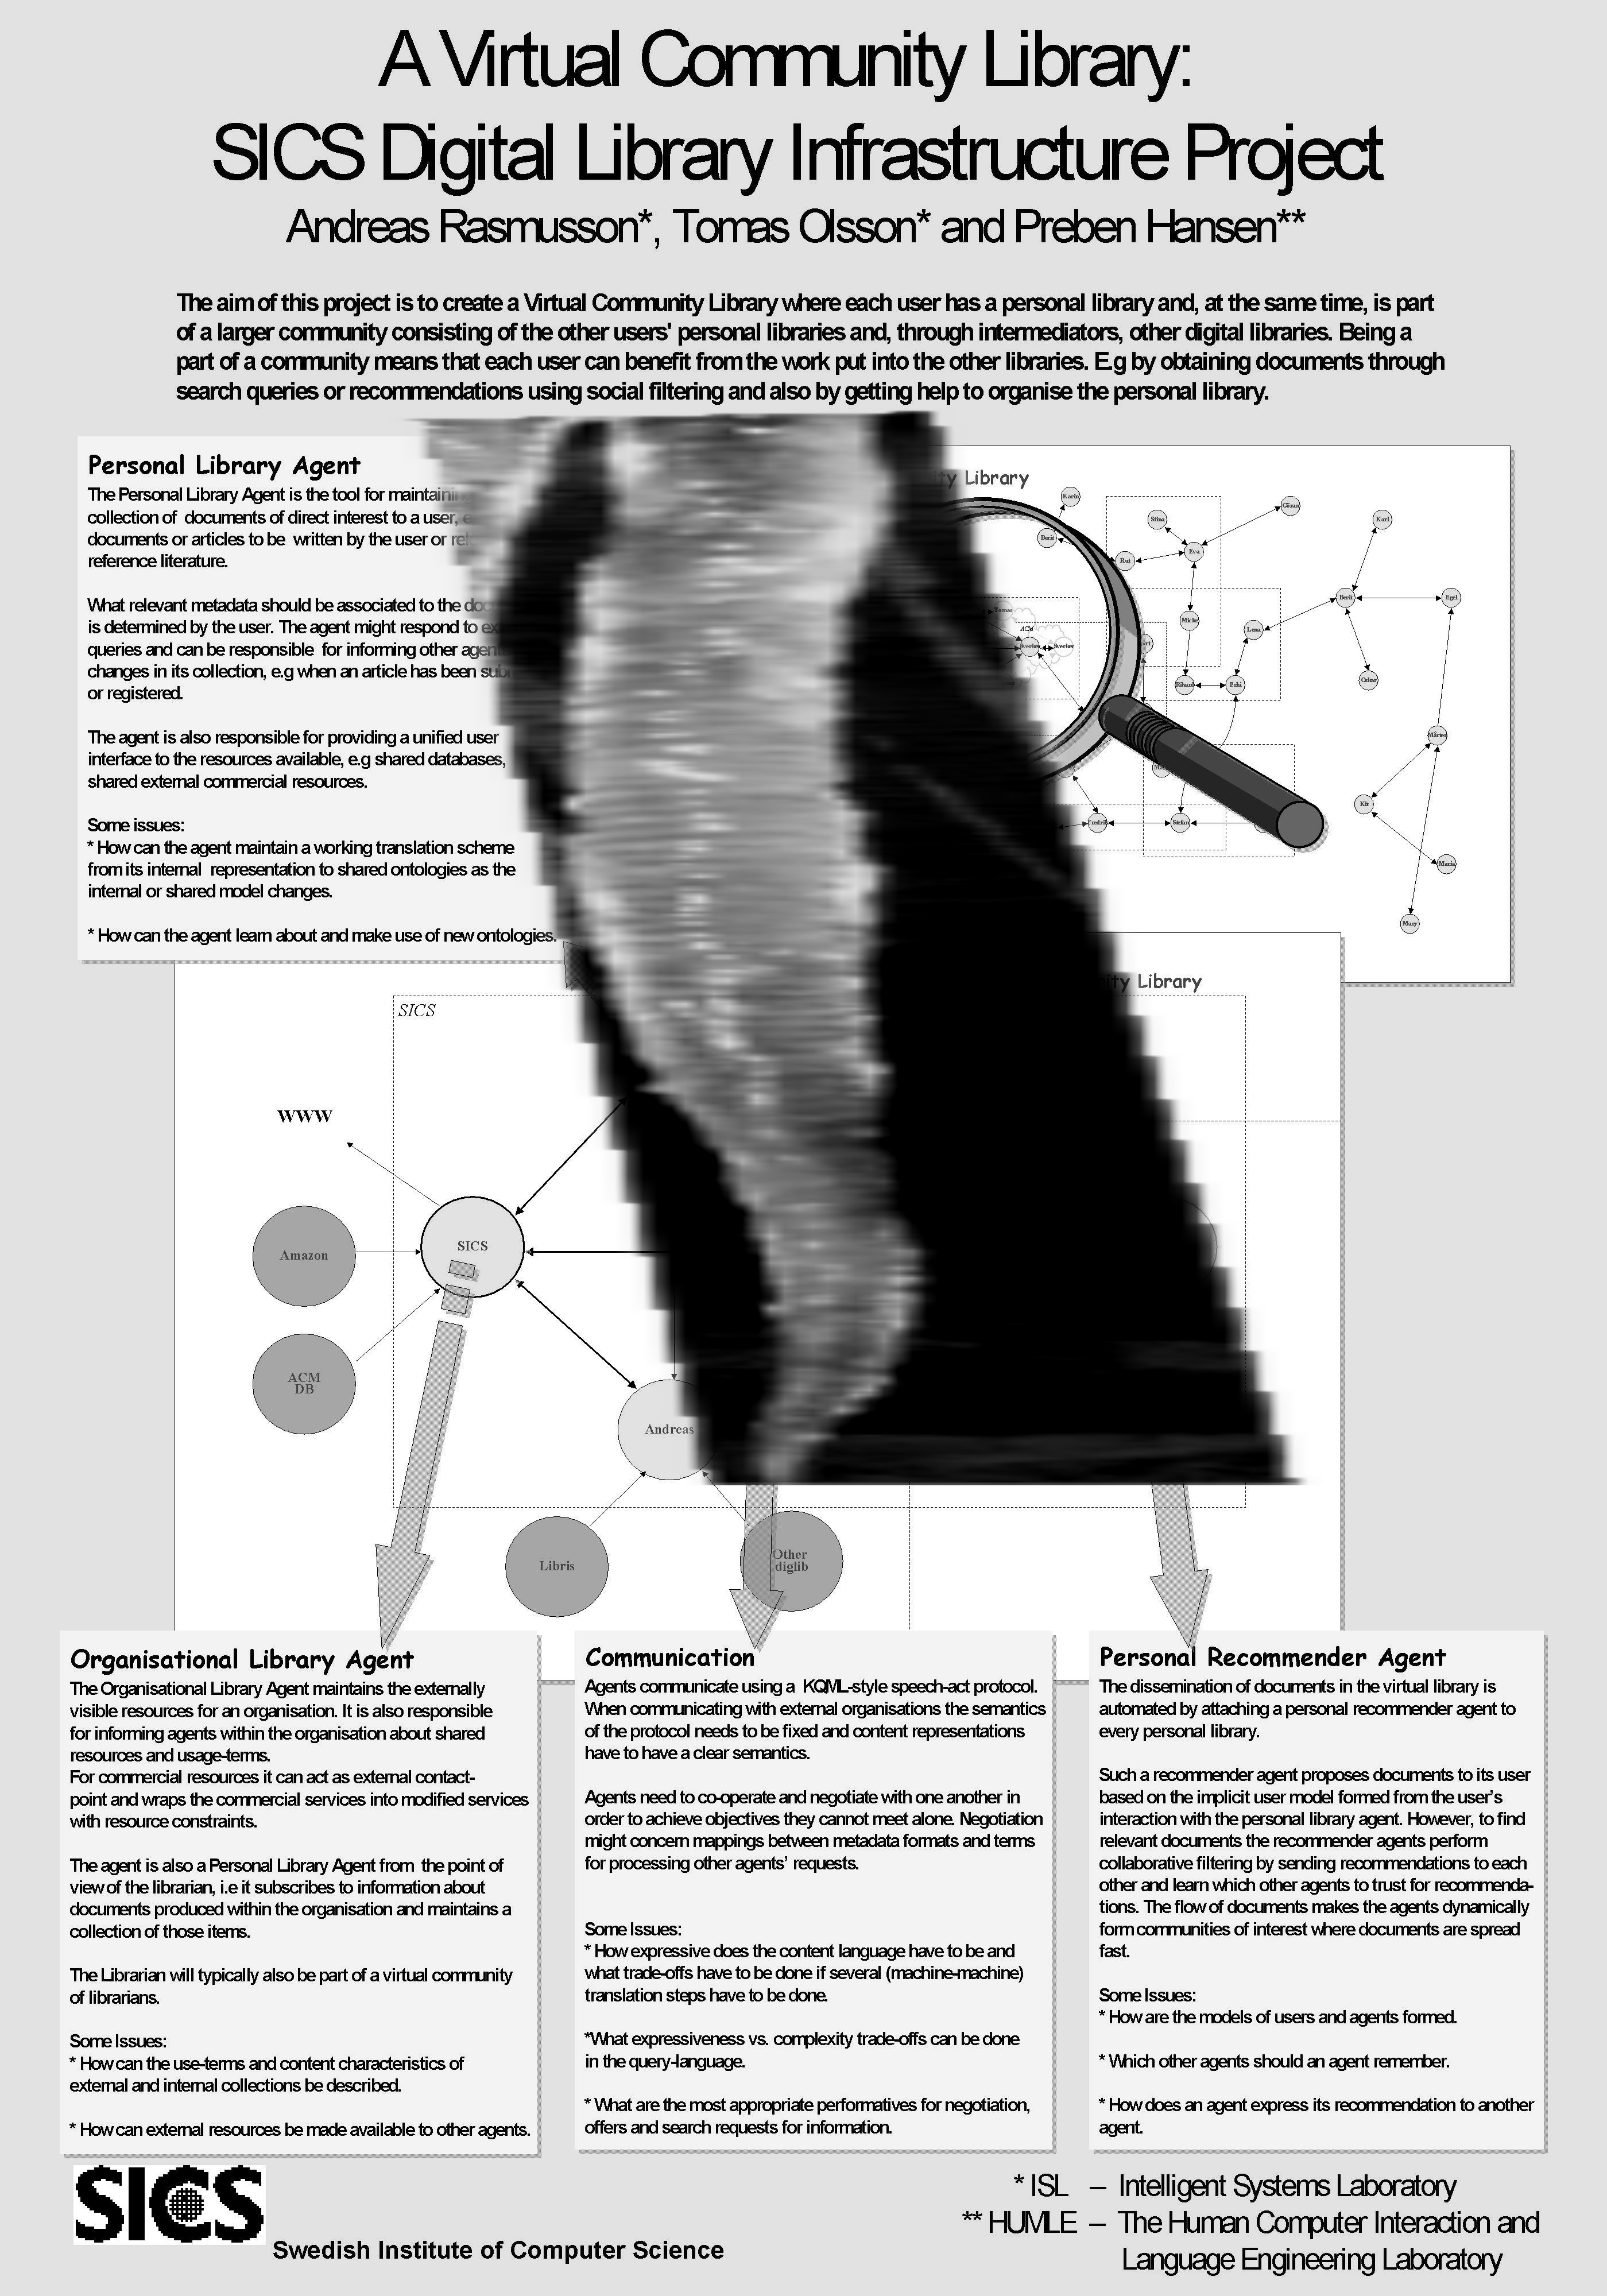 A Virtual Community Library:
SICS Digital Library Infrastructure Project
Andreas Rasmusson*, Tomas Olsson* and Preben Hansen**
The aim of this project is to create a Virtual Community Library where each user has a personal library and, at the same time, is part
of a larger community consisting of the other users' personal libraries and, through intermediators, other digital libraries. Being a
part of a community means that each user can benefit from the work put into the other libraries. E.g by obtaining documents through
search queries or recommendations using social filtering and also by getting help to organise the personal library.
Personal Library Agent
The Personal Library Agent is the tool for maintaining
collection of documents of direct interest to a user,
documents or articles to be written by the user or
reference literature.
What relevant metadata should be associated to the
is determined by the user. The agent might respond to
queries and can be responsible for informing other
changes in its collection, e.g when an article has been
or registered.
The agent is also responsible for providing a unified user
interface to the resources available, e.g shared databases,
shared external commercial resources.
Some issues:
* How can the agent maintain a working translation scheme
from its internal representation to shared ontologies as the
internal or shared model changes.
* How can the agent learn about and make use of new ontologies.
Library
Karin
Berit
Stina
Göran
Rut
Eva
Karl
Micke
Lena
Berit
Egil
Rikard
Erki
Oskar
ACM
Mårten
Kit
Fredrik
Stefan
Maria
Mary
Library
SICS
WWW
Amazon
SICS
ACM
DB
Andreas
Libris
Other
diglib
Organisational Library Agent
The Organisational Library Agent maintains the externally
visible resources for an organisation. It is also responsible
for informing agents within the organisation about shared
resources and usage-terms.
For commercial resources it can act as external contact-
point and wraps the commercial services into modified services
with resource constraints.
The agent is also a Personal Library Agent from the point of
view of the librarian, i.e it subscribes to information about
documents produced within the organisation and maintains a
collection of those items.
The Librarian will typically also be part of a virtual community
of librarians.
Some Issues:
* How can the use-terms and content characteristics of
external and internal collections be described.
* How can external resources be made available to other agents.
Communication
Agents communicate using a KQML-style speech-act protocol.
When communicating with external organisations the semantics
of the protocol needs to be fixed and content representations
have to have a clear semantics.
Agents need to co-operate and negotiate with one another in
order to achieve objectives they cannot meet alone. Negotiation
might concern mappings between metadata formats and terms
for processing other agents' requests.
Some Issues:
* How expressive does the content language have to be and
what trade-offs have to be done if several (machine-machine)
translation steps have to be done.
*What expressiveness vs. complexity trade-offs can be done
in the query-language.
* What are the most appropriate performatives for negotiation,
offers and search requests for information.
Personal Recommender Agent
The dissemination of documents in the virtual library is
automated by attaching a personal recommender agent to
every personal library.
Such a recommender agent proposes documents to its user
based on the implicit user model formed from the user's
interaction with the personal library agent. However, to find
relevant documents the recommender agents perform
collaborative filtering by sending recommendations to each
other and learn which other agents to trust for recommenda-
tions. The flow of documents makes the agents dynamically
form communities of interest where documents are spread
fast.
Some Issues:
* How are the models of users and agents formed.
* Which other agents should an agent remember.
* How does an agent express its recommendation to another
agent.
SICS
Swedish Institute of Computer Science
* ISL – Intelligent Systems Laboratory
** HUMLE – The Human Computer Interaction and
Language Engineering Laboratory